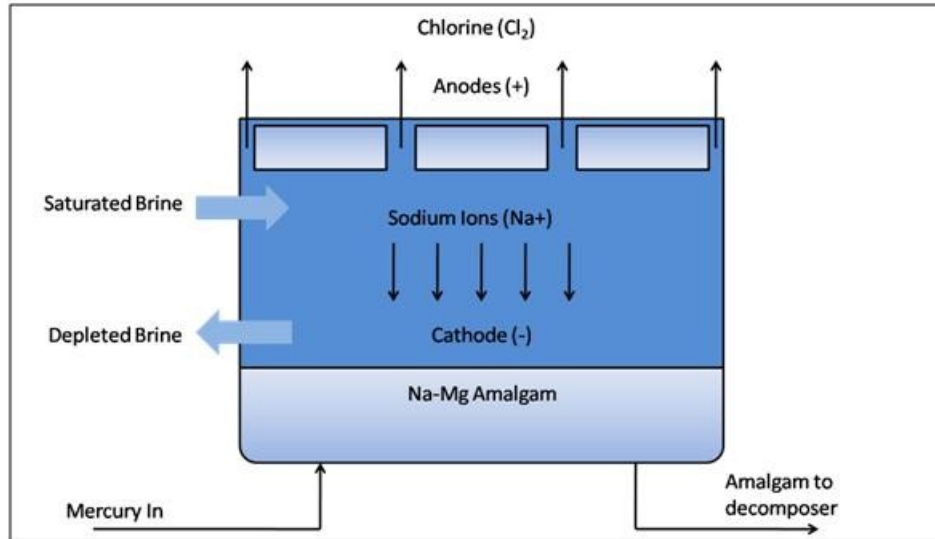 Chlorine (Cl₂)
Anodes (+)
Saturated Brine
Sodium Ions (Na+)
Depleted Brine
Cathode (-)
Na-Mg Amalgam
Mercury In
Amalgam to
decomposer